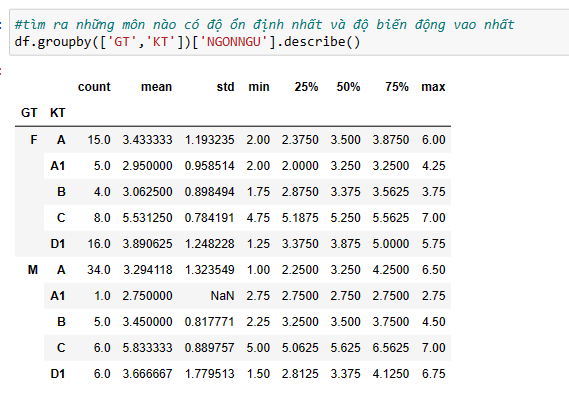 #tìm ra những môn nào có độ ổn định nhất và độ biến động vao nhất
df.groupby(['GT','KT'])['NGONNGU'].describe()
count mean std min 25% 50% 75% max
GT KT
F A 15.0 3.433333 1.193235 2.00 2.3750 3.500 3.8750 6.00
A1 5.0 2.950000 0.958514 2.00 2.0000 3.250 3.2500 4.25
B 4.0 3.062500 0.898494 1.75 2.8750 3.375 3.5625 3.75
C 8.0 5.531250 0.784191 4.75 5.1875 5.250 5.5625 7.00
D1 16.0 3.890625 1.248228 1.25 3.3750 3.875 5.0000 5.75
M A 34.0 3.294118 1.323549 1.00 2.2500 3.250 4.2500 6.50
A1 1.0 2.750000 NaN 2.75 2.7500 2.750 2.7500 2.75
B 5.0 3.450000 0.817771 2.25 3.2500 3.500 3.7500 4.50
C 6.0 5.833333 0.889757 5.00 5.0625 5.625 6.5625 7.00
D1 6.0 3.666667 1.779513 1.50 2.8125 3.375 4.1250 6.75